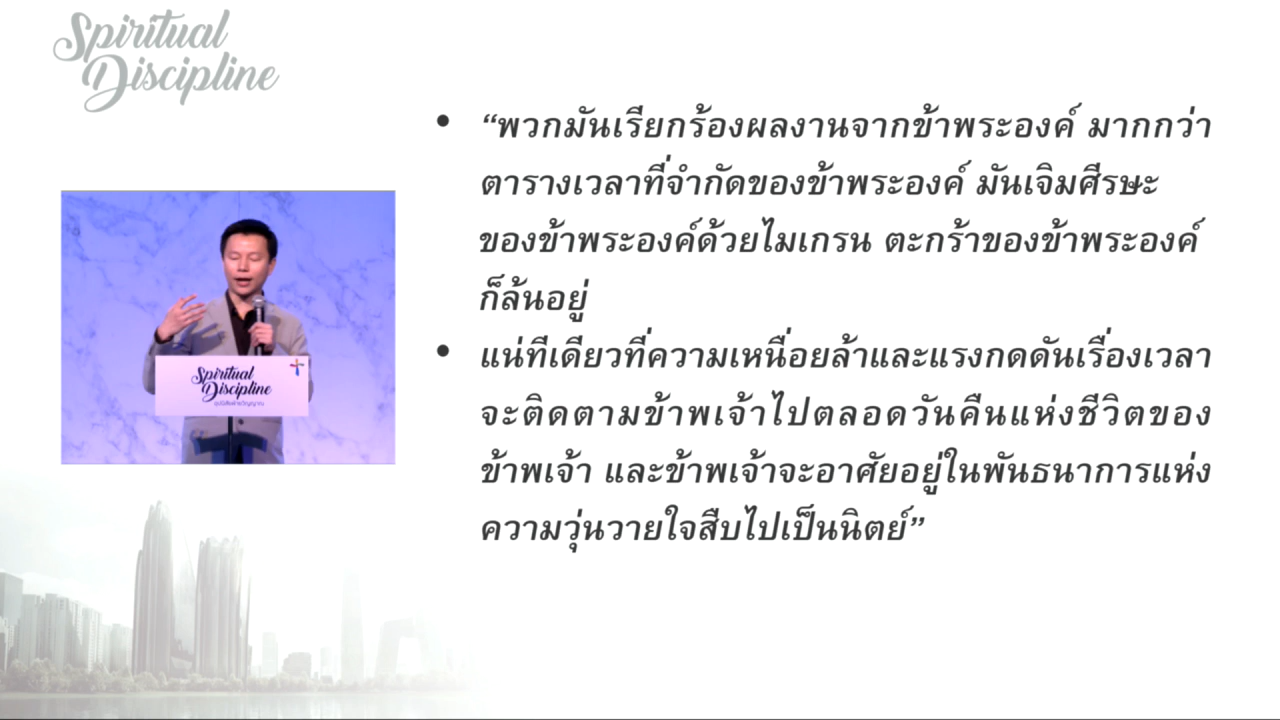 Spiritual
Discipline
• “พวกมันเรียกร้องผลงานจากข้าพระองค์ มากกว่า
ตารางเวลาที่จำกัดของข้าพระองค์ มันเจิมศีรษะ
ของข้าพระองค์ด้วยไมเกรน ตะกร้าของข้าพระองค์
ก็ล้นอยู่
• แน่ทีเดียวที่ความเหนื่อยล้าและแรงกดดันเรื่องเวลา
จะติดตามข้าพเจ้าไปตลอดวันคืนแห่งชีวิตของ
ข้าพเจ้า และข้าพเจ้าจะอาศัยอยู่ในพันธนาการแห่ง
ความวุ่นวายใจสืบไปเป็นนิตย์”
Spiritual
Discipline